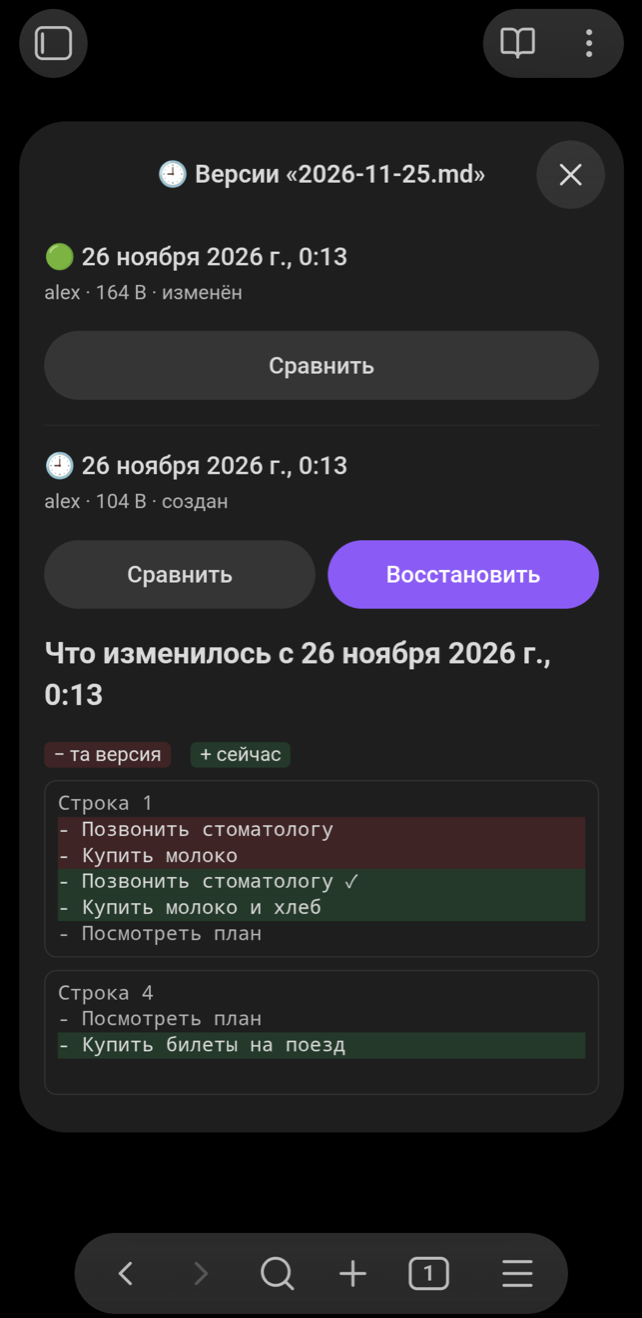 Версии «2026-11-25.md»
26 ноября 2026 г., 0:13
alex · 164 B · изменён
Сравнить
26 ноября 2026 г., 0:13
alex · 104 B · создан
Сравнить Восстановить
Что изменилось с 26 ноября 2026 г.,
0:13
− та версия + сейчас
Строка 1
- Позвонить стоматологу
- Купить молоко
- Позвонить стоматологу ✓
- Купить молоко и хлеб
- Посмотреть план
Строка 4
- Посмотреть план
- Купить билеты на поезд
1